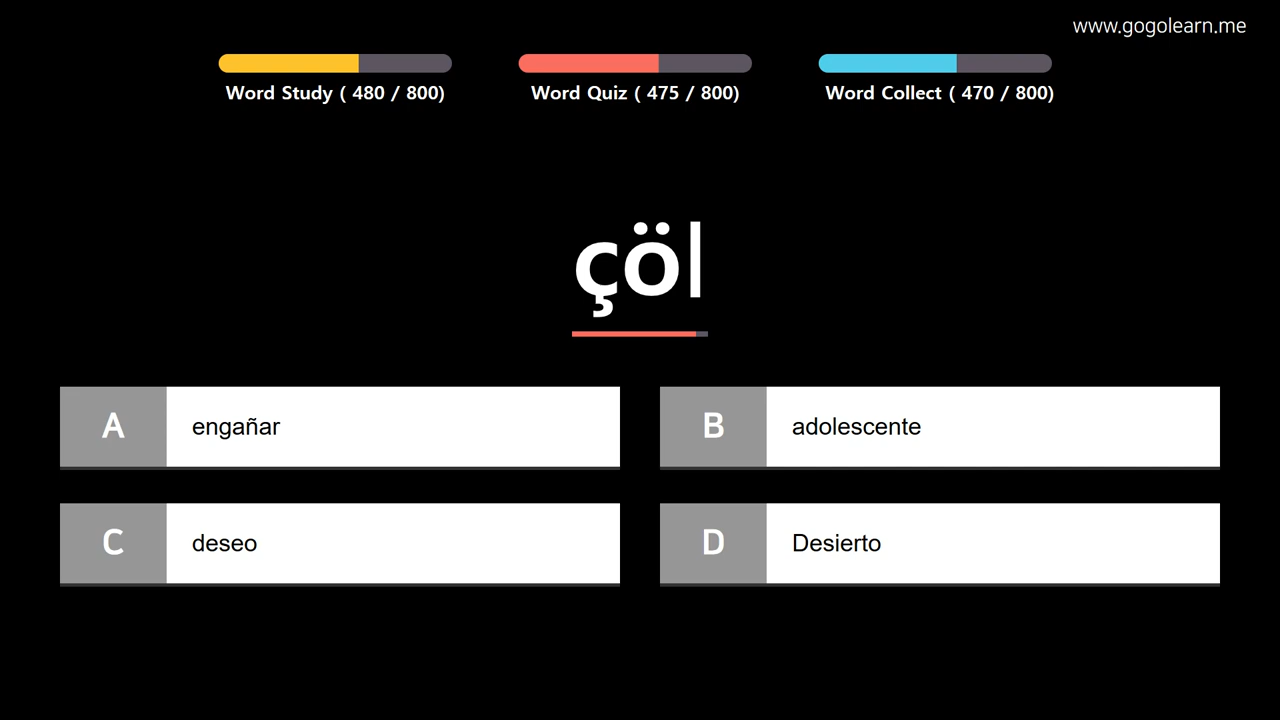 www.gogolearn.me
Word Study ( 480 / 800)
Word Quiz ( 475 / 800)
Word Collect ( 470 / 800)
çöl
A engañar
B adolescente
C deseo
D Desierto